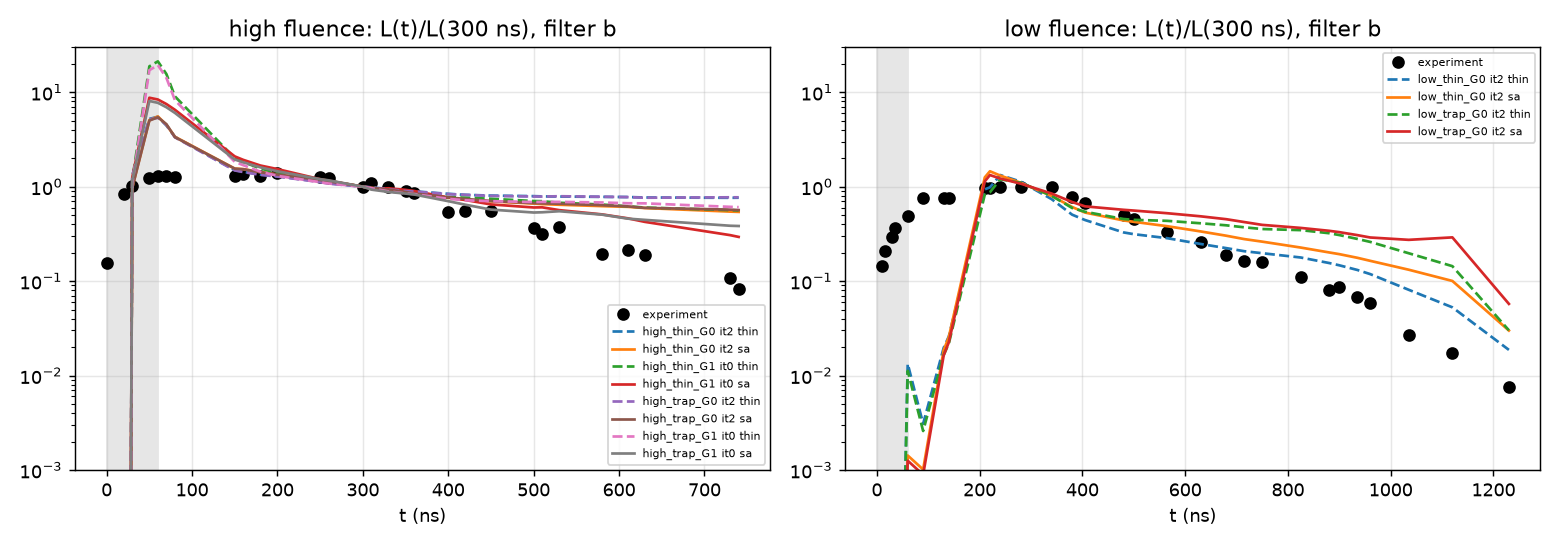 high fluence: L(t)/L(300 ns), filter b
10^1
10^0
10^-1
10^-2
10^-3
0 100 200 300 400 500 600 700
t (ns)
experiment
high_thin_G0 it2 thin
high_thin_G0 it2 sa
high_thin_G1 it0 thin
high_thin_G1 it0 sa
high_trap_G0 it2 thin
high_trap_G0 it2 sa
high_trap_G1 it0 thin
high_trap_G1 it0 sa
low fluence: L(t)/L(300 ns), filter b
10^1
10^0
10^-1
10^-2
10^-3
0 200 400 600 800 1000 1200
t (ns)
experiment
low_thin_G0 it2 thin
low_thin_G0 it2 sa
low_trap_G0 it2 thin
low_trap_G0 it2 sa